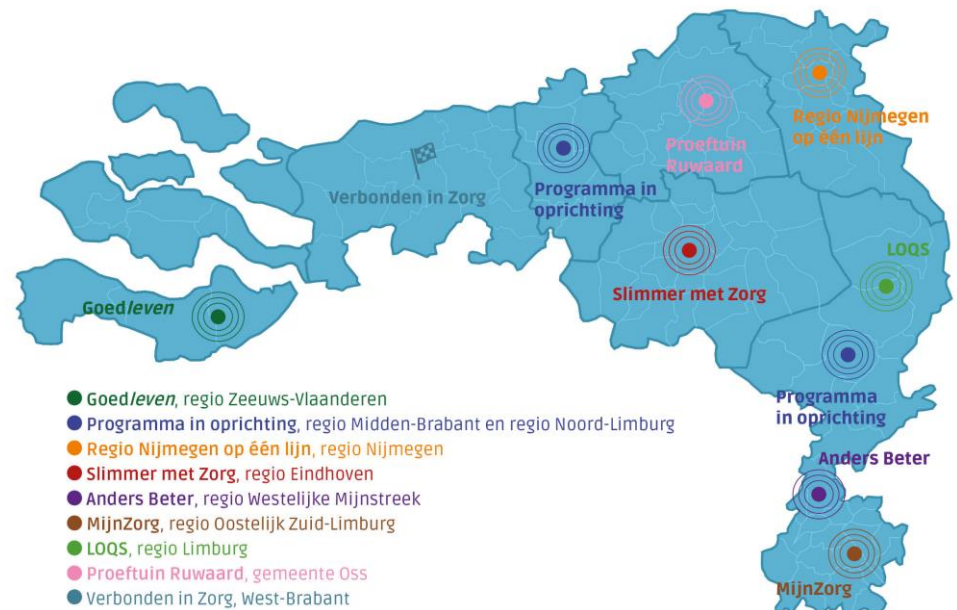 Regio Nijmegen
op één lijn
Proeftuin
Ruwaard
Verbonden in Zorg
Programma in
oprichting
LOQS
Slimmer met Zorg
Goedleven
Programma
in oprichting
Anders Beter
MijnZorg
Goedleven, regio Zeeuws-Vlaanderen
Programma in oprichting, regio Midden-Brabant en regio Noord-Limburg
Regio Nijmegen op één lijn, regio Nijmegen
Slimmer met Zorg, regio Eindhoven
Anders Beter, regio Westelijke Mijnstreek
MijnZorg, regio Oostelijk Zuid-Limburg
LOQS, regio Limburg
Proeftuin Ruwaard, gemeente Oss
Verbonden in Zorg, West-Brabant